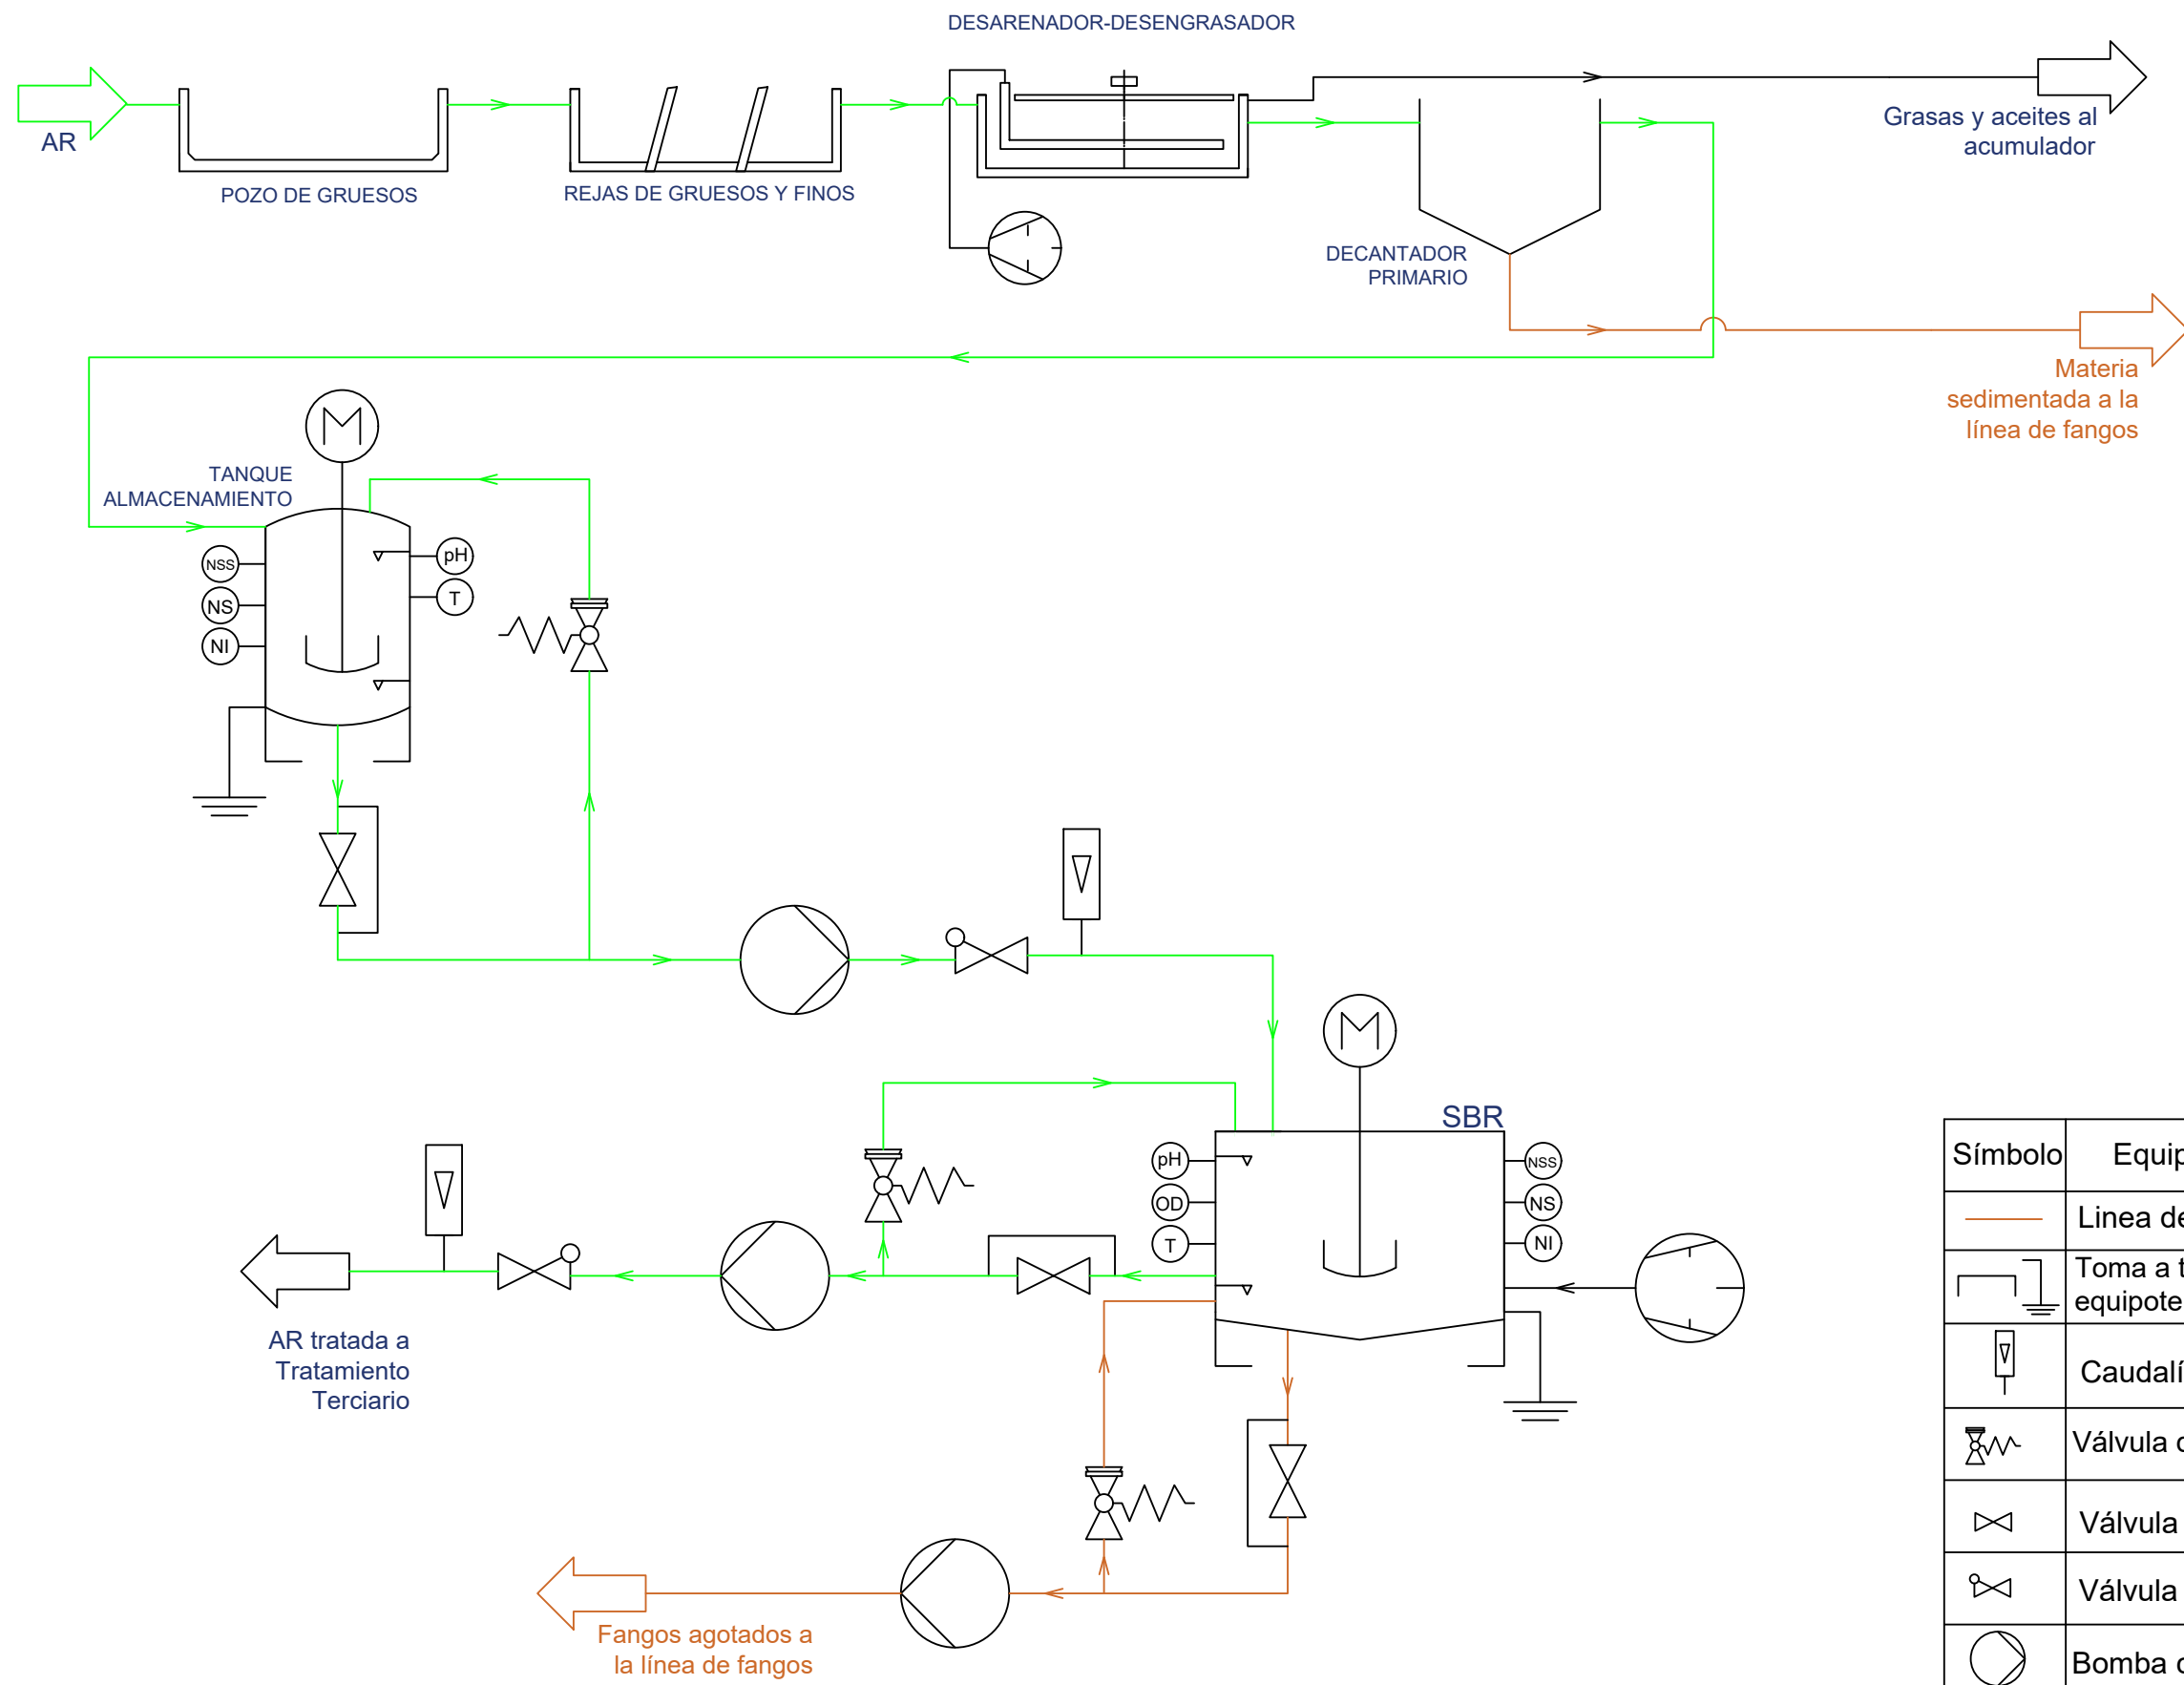 DESARENADOR-DESENGRASADOR
AR
POZO DE GRUESOS
REJAS DE GRUESOS Y FINOS
Grasas y aceites al
acumulador
DECANTADOR
PRIMARIO
Materia
sedimentada a la
línea de fangos
M
TANQUE
ALMACENAMIENTO
NSS
NS
NI
pH
T
M
SBR
pH
OD
T
NSS
NS
NI
AR tratada a
Tratamiento
Terciario
Fangos agotados a
la línea de fangos
Símbolo
Equip
Linea de
Toma a t
equipote
Caudalí
Válvula
Válvula
Válvula
Bomba